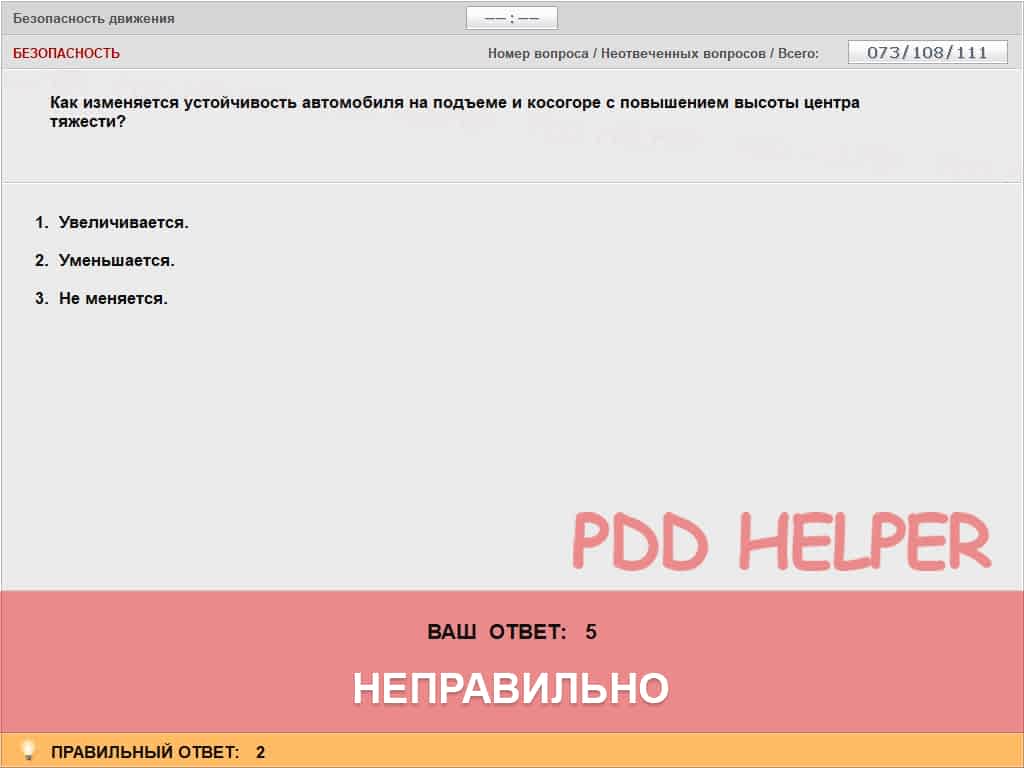 Безопасность движения
—— : ——
БЕЗОПАСНОСТЬ
Номер вопроса / Неотвеченных вопросов / Всего:
073/108/111
Как изменяется устойчивость автомобиля на подъеме и косогоре с повышением высоты центра
тяжести?
1. Увеличивается.
2. Уменьшается.
3. Не меняется.
PDD HELPER
ВАШ ОТВЕТ: 5
НЕПРАВИЛЬНО
ПРАВИЛЬНЫЙ ОТВЕТ: 2